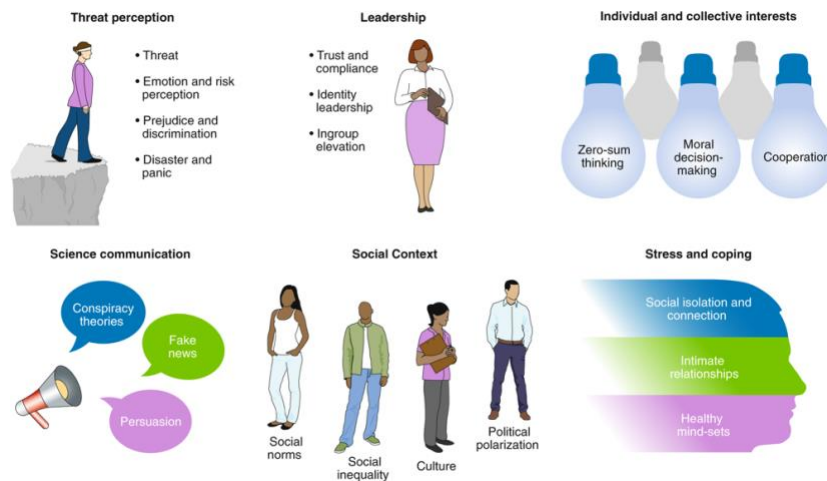 Threat perception
• Threat
• Emotion and risk
perception
• Prejudice and
discrimination
• Disaster and
panic
Leadership
• Trust and
compliance
• Identity
leadership
• Ingroup
elevation
Individual and collective interests
Zero-sum
thinking
Moral
decision-
making
Cooperation
Science communication
Conspiracy
theories
Fake
news
Persuasion
Social Context
Social
norms
Social
inequality
Culture
Political
polarization
Stress and coping
Social isolation and
connection
Intimate
relationships
Healthy
mind-sets